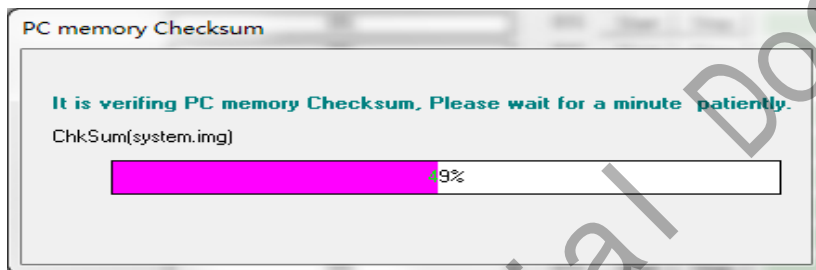 PC memory Checksum
It is verifing PC memory Checksum, Please wait for a minute patiently.
ChkSum(system.img)
49%